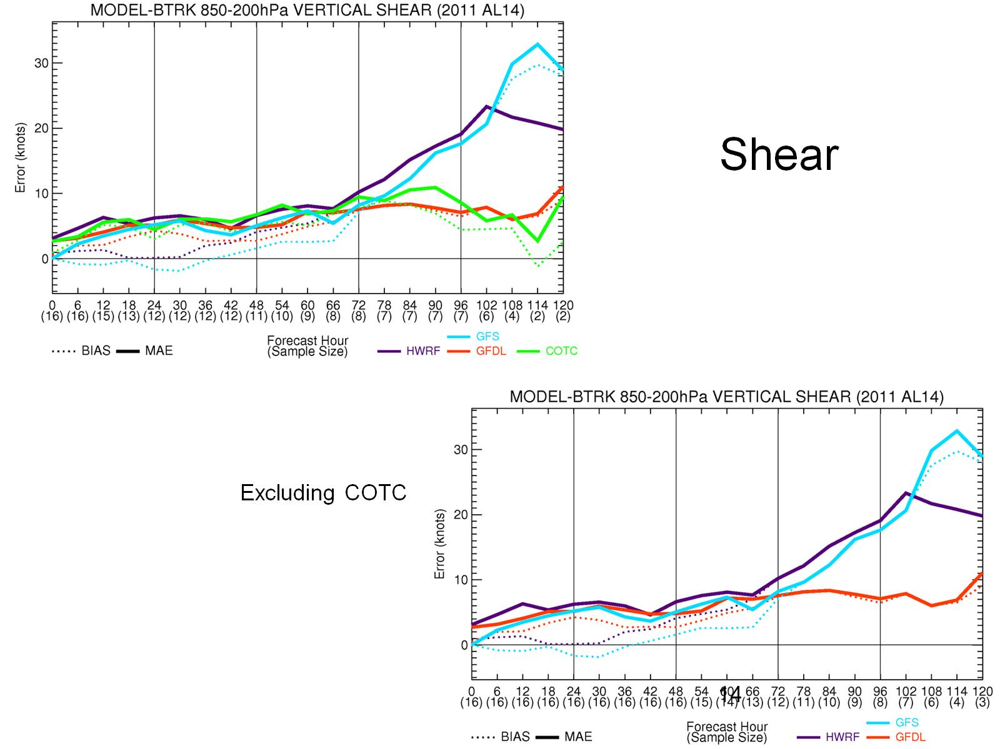 MODEL-BTRK 850-200hPa VERTICAL SHEAR (2011 AL14)
30
20
10
0
Error (knots)
0 6 12 18 24 30 36 42 48 54 60 66 72 78 84 90 96 102 108 114 120
(16) (16) (15) (13) (12) (12) (12) (12) (11) (10) (9) (8) (8) (7) (7) (7) (7) (6) (4) (2) (2)
BIAS MAE
Forecast Hour
(Sample Size)
GFS
HWRF GFDL COTC
Shear
Excluding COTC
MODEL-BTRK 850-200hPa VERTICAL SHEAR (2011 AL14)
30
20
10
0
Error (knots)
0 6 12 18 24 30 36 42 48 54 60 66 72 78 84 90 96 102 108 114 120
(16) (16) (16) (16) (16) (16) (16) (16) (16) (15) (14) (13) (12) (11) (10) (9) (8) (7) (6) (4) (3)
14
BIAS MAE
Forecast Hour
(Sample Size)
GFS
HWRF GFDL